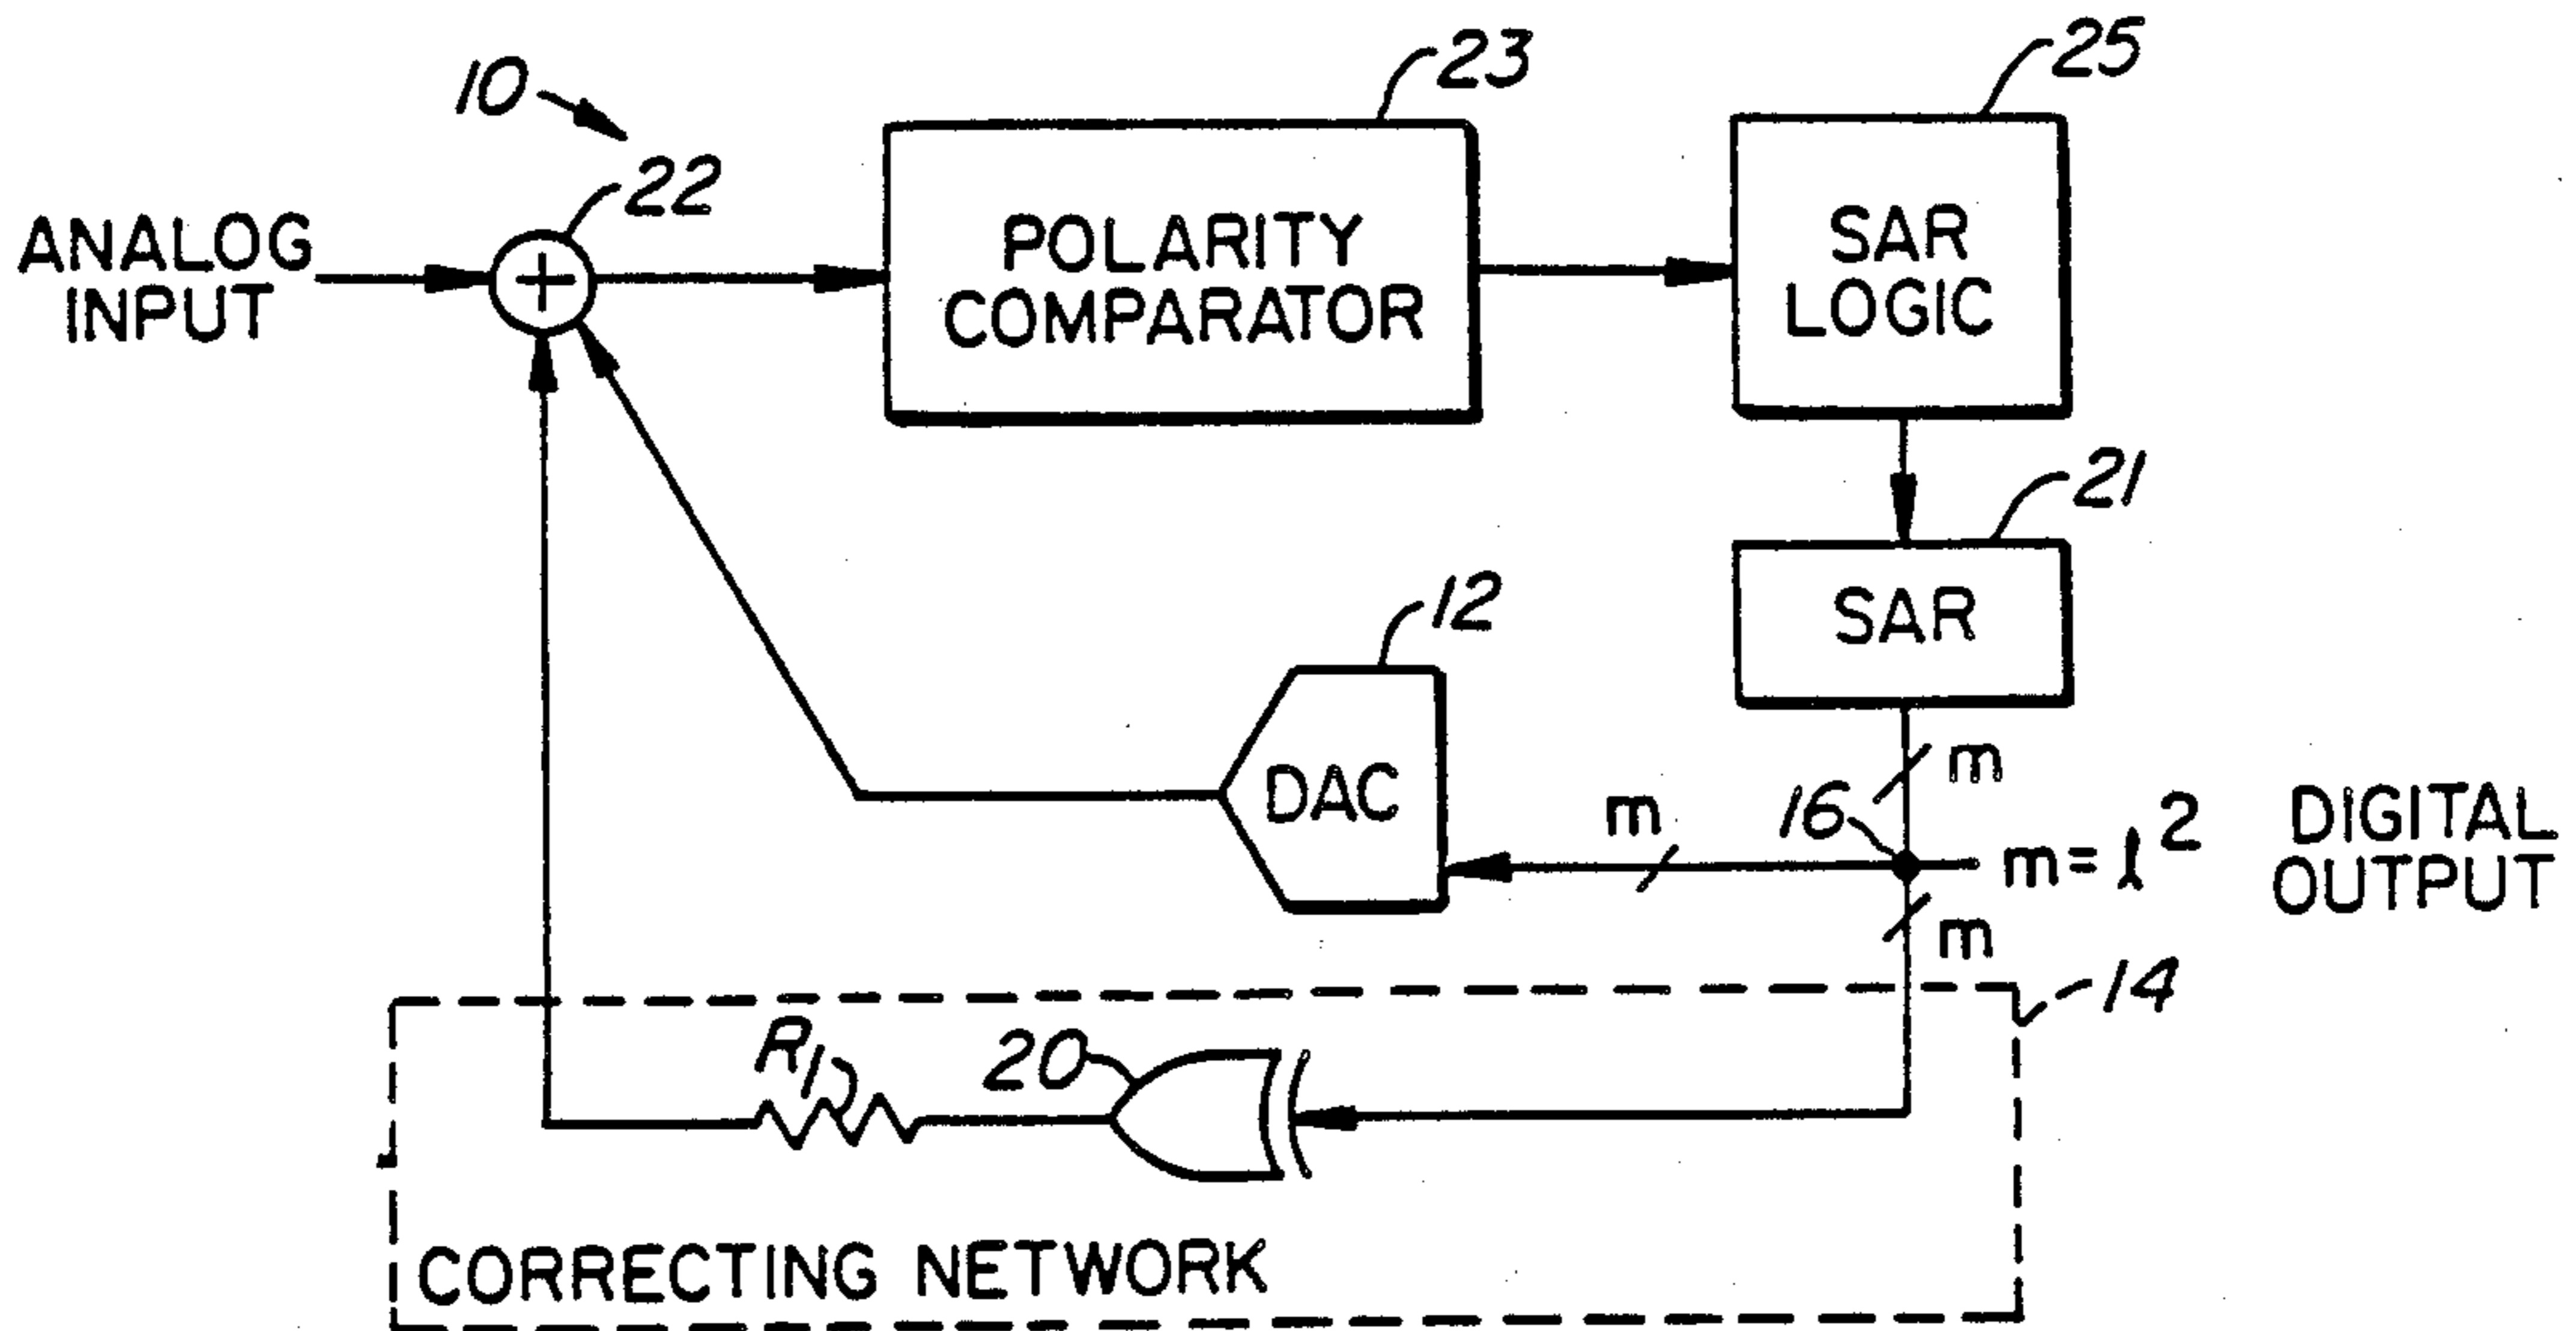 10
22
23
25
ANALOG
INPUT
POLARITY
COMPARATOR
SAR
LOGIC
21
SAR
12
DAC
m
m
16
m=l²
DIGITAL
OUTPUT
m
14
R1
20
CORRECTING NETWORK